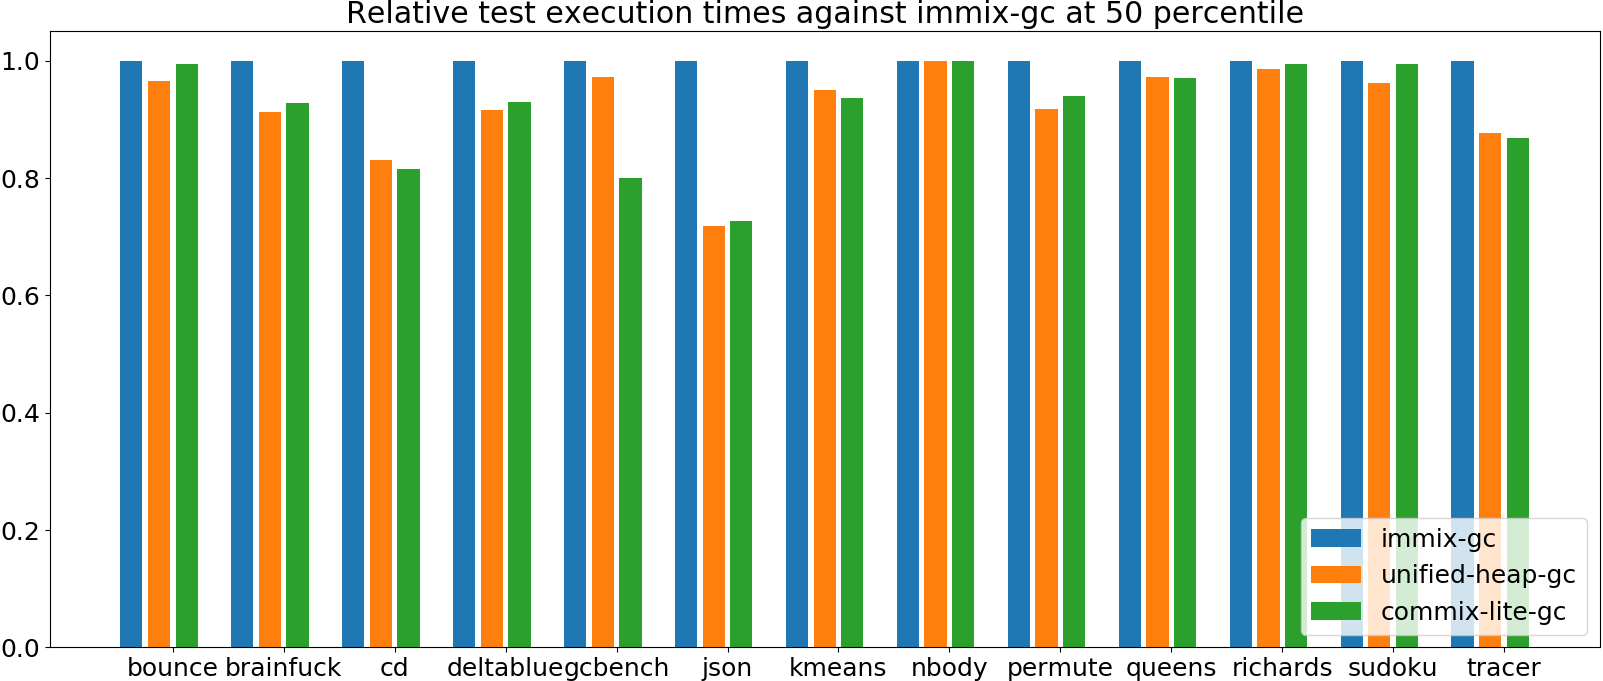 Relative test execution times against immix-gc at 50 percentile
1.0
0.8
0.6
0.4
0.2
0.0
immix-gc
unified-heap-gc
commix-lite-gc
bounce brainfuck cd deltablue gcbench json kmeans nbody permute queens richards sudoku tracer